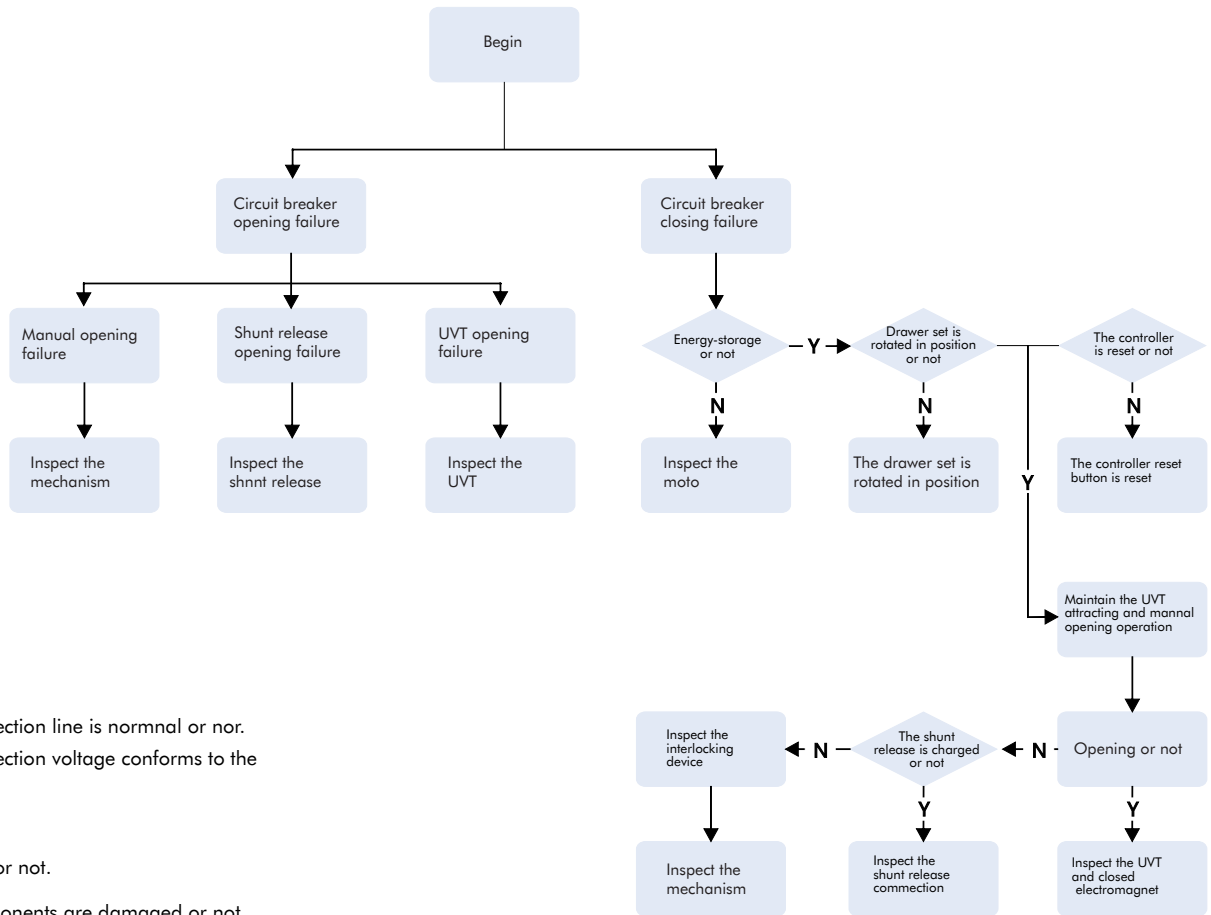 Begin
Circuit breaker
opening failure
Circuit breaker
closing failure
Manual opening
failure
Shunt release
opening failure
UVT opening
failure
Energy-storage
or not
Y
Drawer set is
rotated in position
or not
The controller
is reset or not
N
N
N
Inspect the
mechanism
Inspect the
shnnt release
Inspect the
UVT
Inspect the
moto
The drawer set is
rotated in position
Y
The controller reset
button is reset
Maintain the UVT
attracting and mannal
opening operation
ection line is normnal or nor.
ection voltage conforms to the
Inspect the
interlocking
device
N
The shunt
release is charged
or not
N
Opening or not
Y
Y
or not.
onents are damaged or not
Inspect the
mechanism
Inspect the
shunt release
commection
Inspect the UVT
and closed
electromagnet